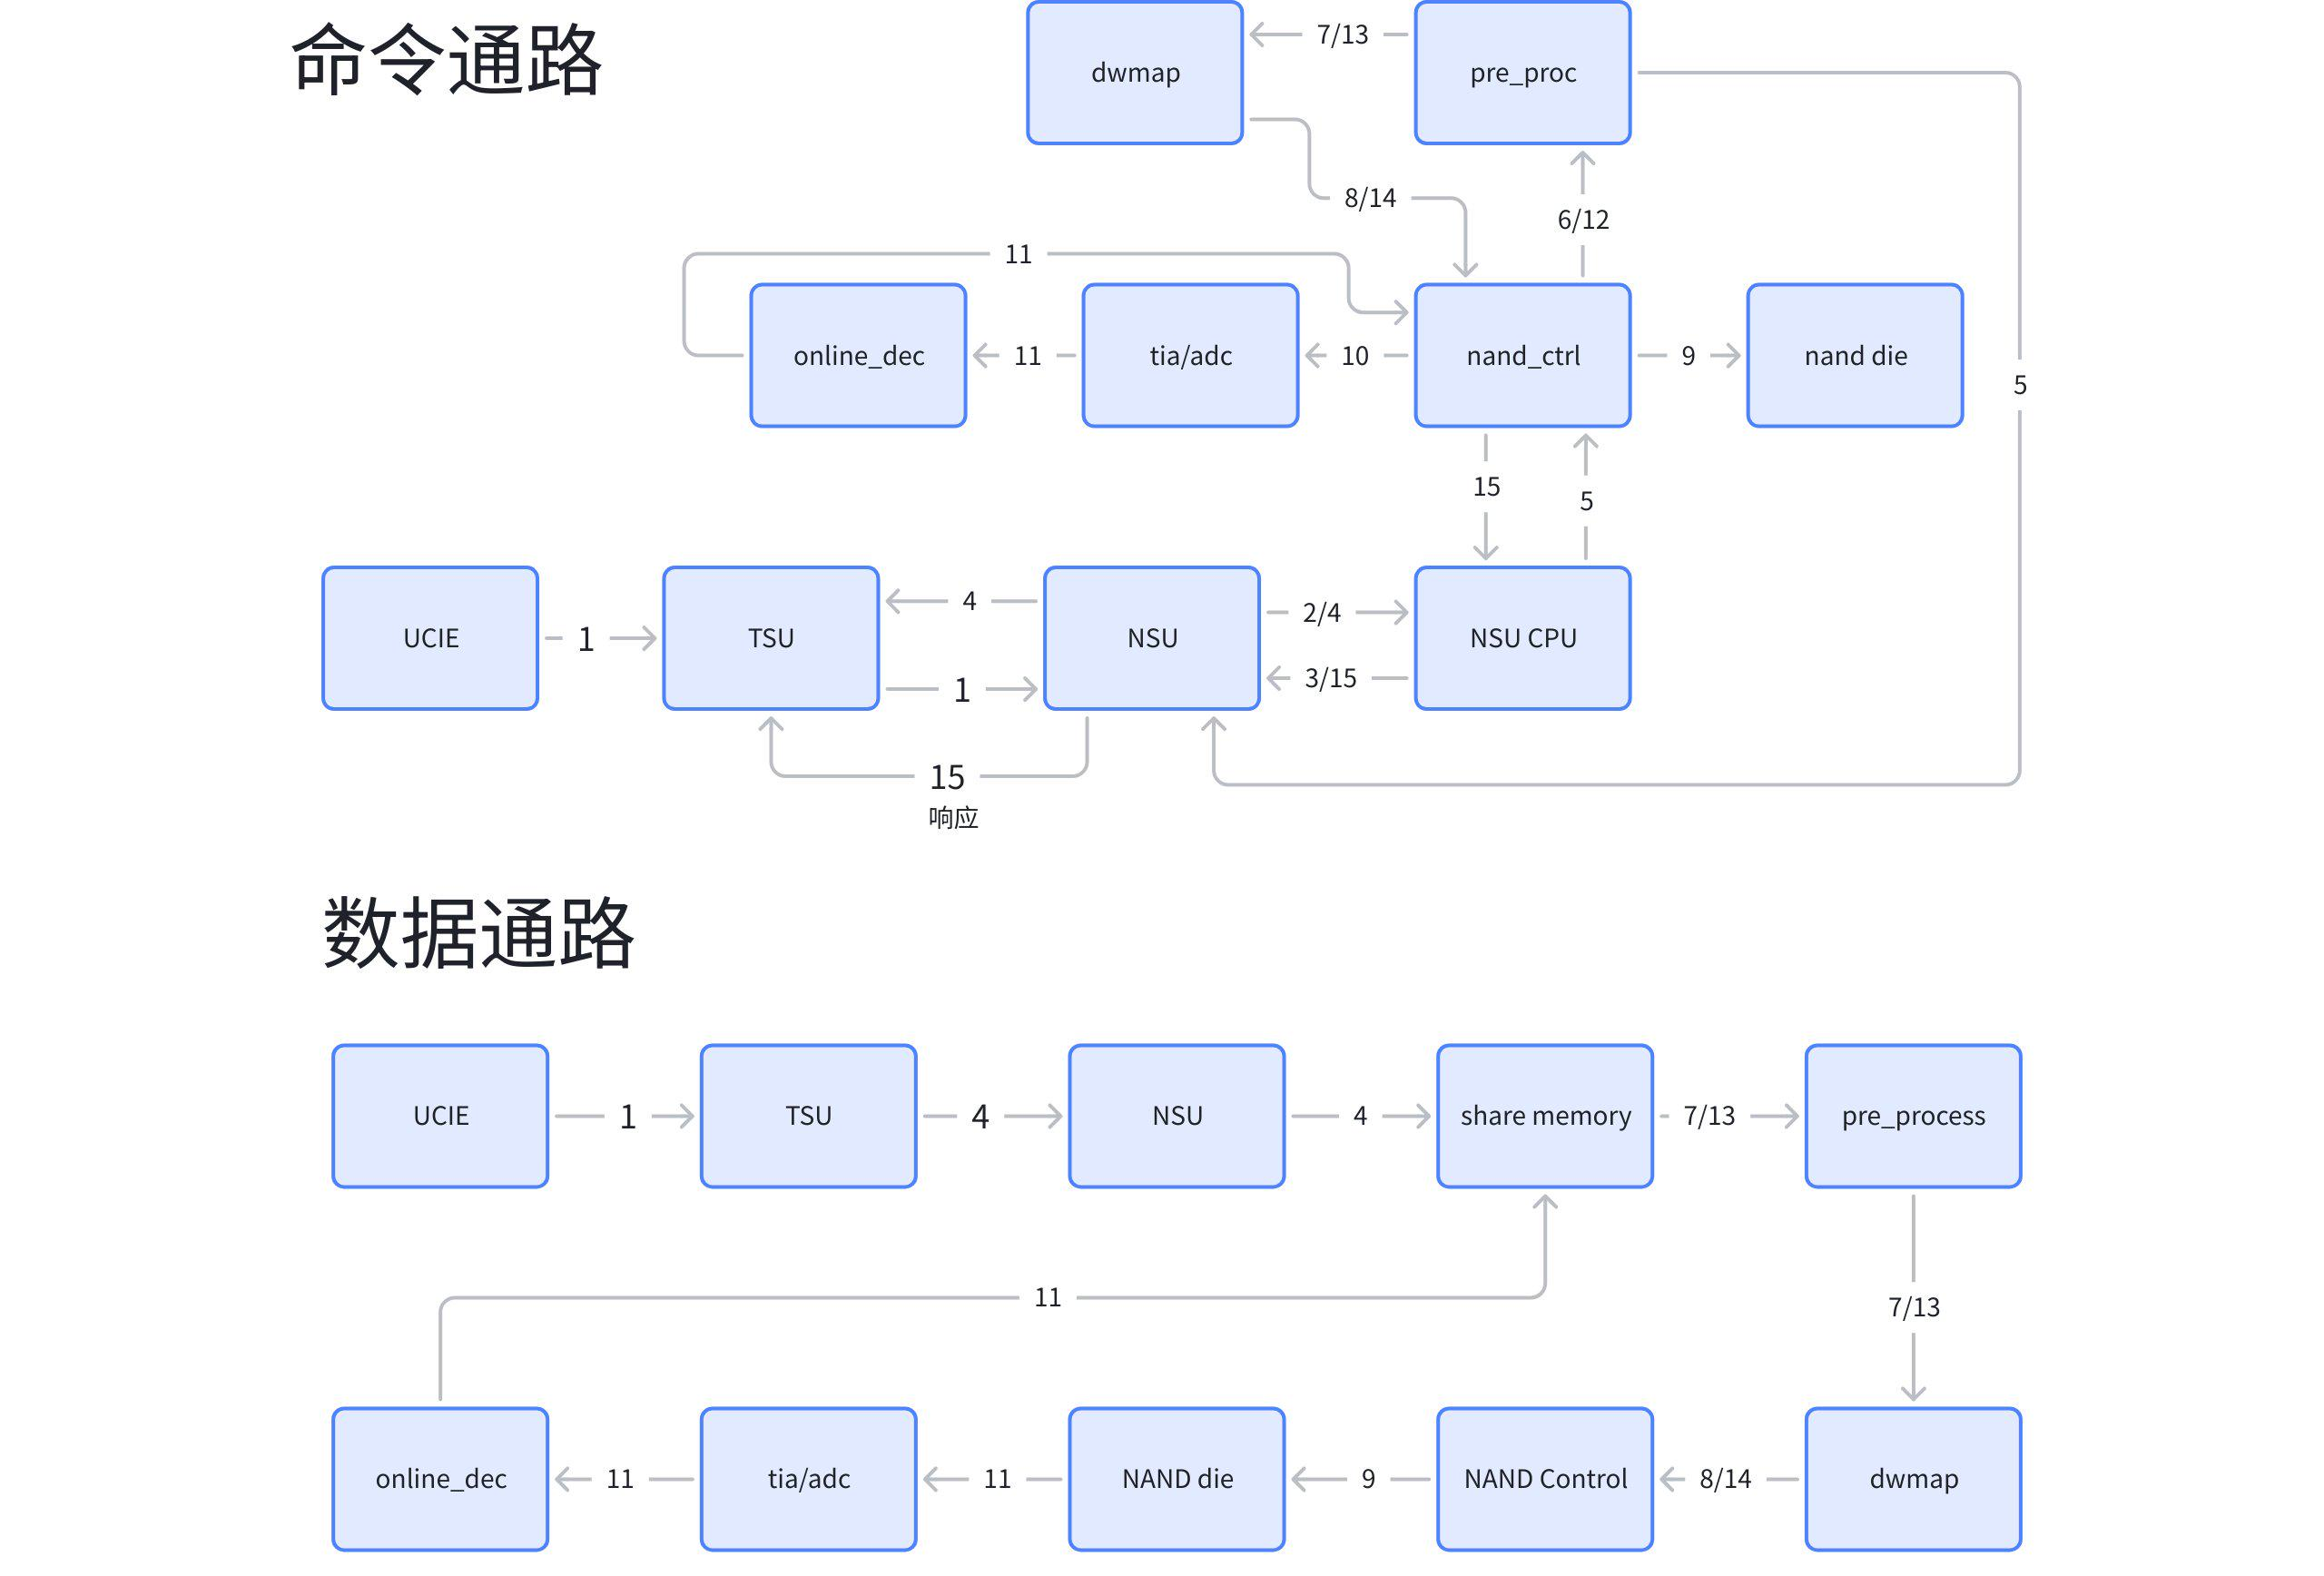 命令通路
dwmap
7/13
pre_proc
8/14
6/12
11
online_dec
11
tia/adc
10
nand_ctrl
9
nand die
5
15
5
UCIE
1
TSU
4
1
NSU
2/4
3/15
NSU CPU
15
响应
数据通路
UCIE
1
TSU
4
NSU
4
share memory
7/13
pre_process
11
7/13
online_dec
11
tia/adc
11
NAND die
9
NAND Control
8/14
dwmap